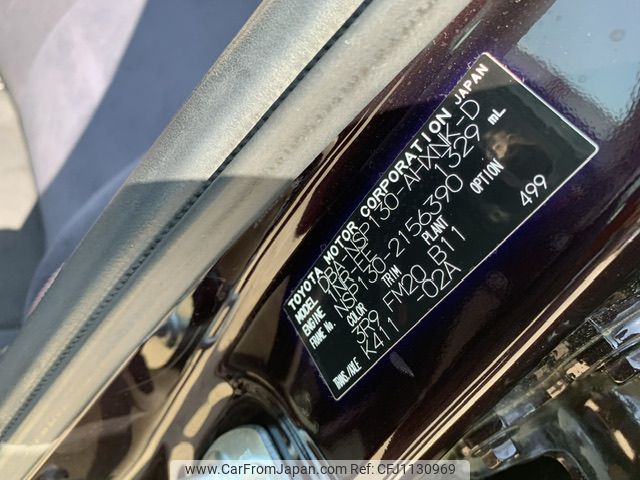 TOYOTA MOTOR CORPORATION JAPAN
MODEL DBA-NSP130-AHXNK-D
ENGINE 1NR-FE 1329 mL
FRAME No. NSP130-2156390
COLOR TRIM PLANT OPTION
3R9 FM20 B11 499
TRANS/AXLE K411 -02A
www.CarFromJapan.com - CFJ1130969